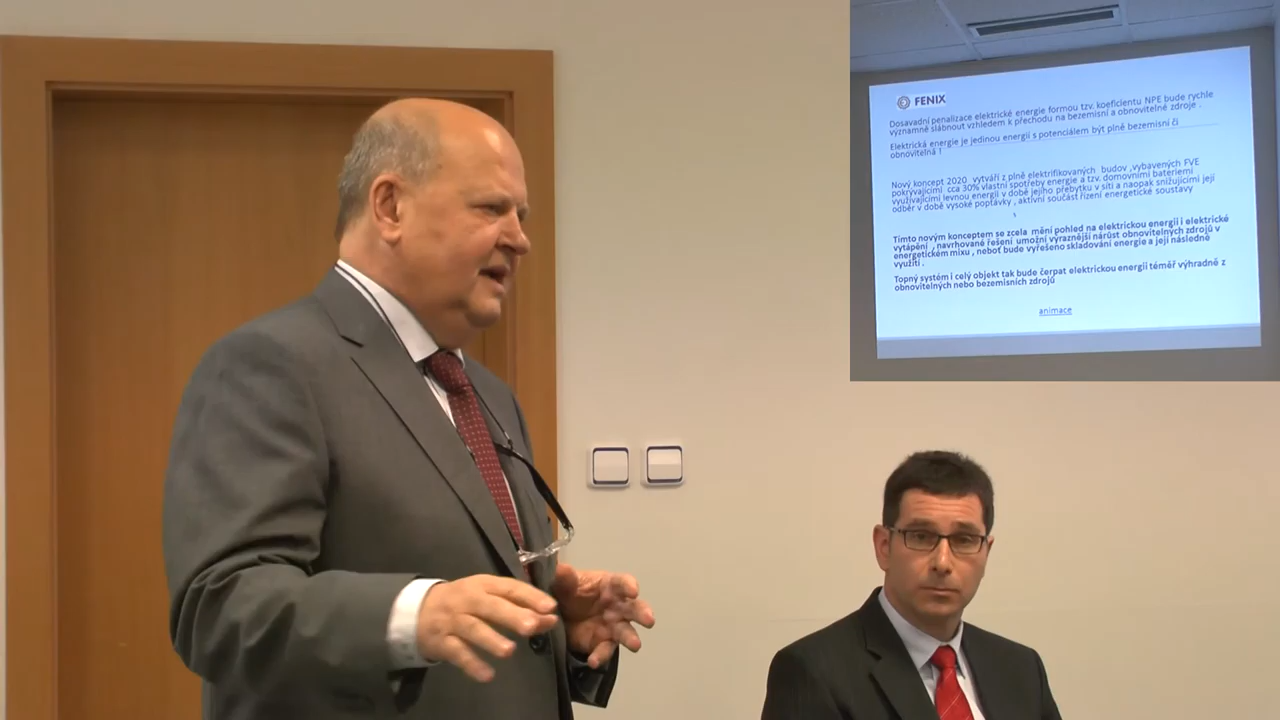 FENIX
Dosavadní penalizace elektrické energie formou tzv. koeficientu NPE bude rychle
významně slábnout vzhledem k přechodu na bezemisní a obnovitelné zdroje .
Elektrická energie je jedinou energií s potenciálem být plně bezemisní či
obnovitelná !
Nový koncept 2020 vytváří z plně elektrifikovaných budov ,vybavených FVE
pokrývajícími cca 30% vlastní spotřeby energie a tzv. domovními bateriemi
využívajícími levnou energii v době jejího přebytku v síti a naopak snižujícími její
odběr v době vysoké poptávky , aktivní součást řízení energetické soustavy
Tímto novým konceptem se zcela mění pohled na elektrickou energii i elektrické
vytápění , navrhované řešení umožní výraznější nárůst obnovitelných zdrojů v
energetickém mixu , neboť bude vyřešeno skladování energie a její následné
využití .
Topný systém i celý objekt tak bude čerpat elektrickou energii téměř výhradně z
obnovitelných nebo bezemisních zdrojů
animace